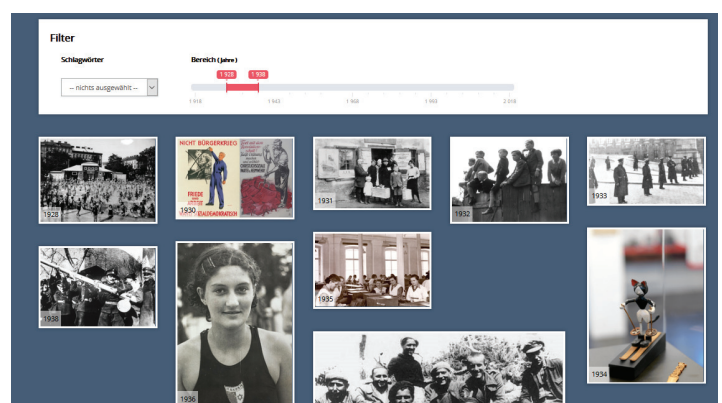 Filter
Schlagwörter
Bereich (Jahre)
-- nichts ausgewählt --
1 928
1 938
1 918
1 943
1 968
1 993
2 018
1928
NICHT BÜRGERKRIEG
FRIEDE
1930
1931
1932
1933
1938
1936
1935
1934